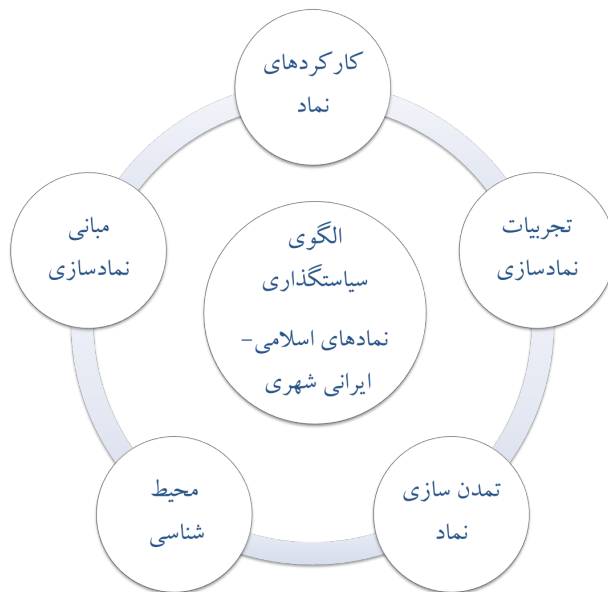 کارکردهای
نماد
تجربیات
نمادسازی
تمدن سازی
نماد
محیط
شناسی
مبانی
نمادسازی
الگوی
سیاستگذاری
نمادهای اسلامی-
ایرانی شهری